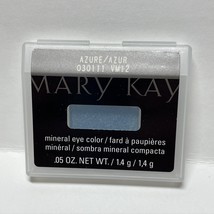 AZURE/AZUR
030111 VM12
MARY KAY
mineral eye color / fard à paupières
minéral / sombra mineral compacta
.05 OZ. NET WT. / 1,4 g / 1,4 g